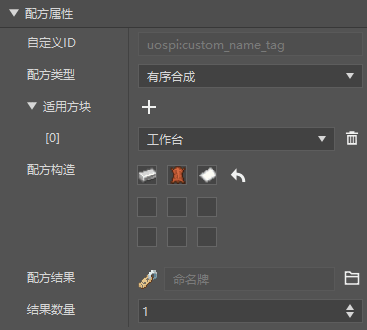 配方属性
自定义ID uospi:custom_name_tag
配方类型 有序合成
适用方块
[0] 工作台
配方构造
配方结果 命名牌
结果数量 1